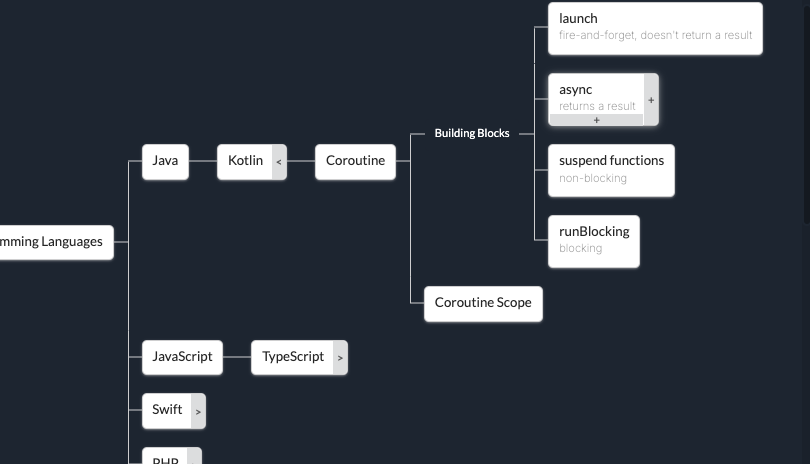 launch
fire-and-forget, doesn't return a result
async
returns a result
+
+
Building Blocks
Java
Kotlin
<
Coroutine
suspend functions
non-blocking
runBlocking
blocking
mming Languages
Coroutine Scope
JavaScript
TypeScript
>
Swift
>
PHP